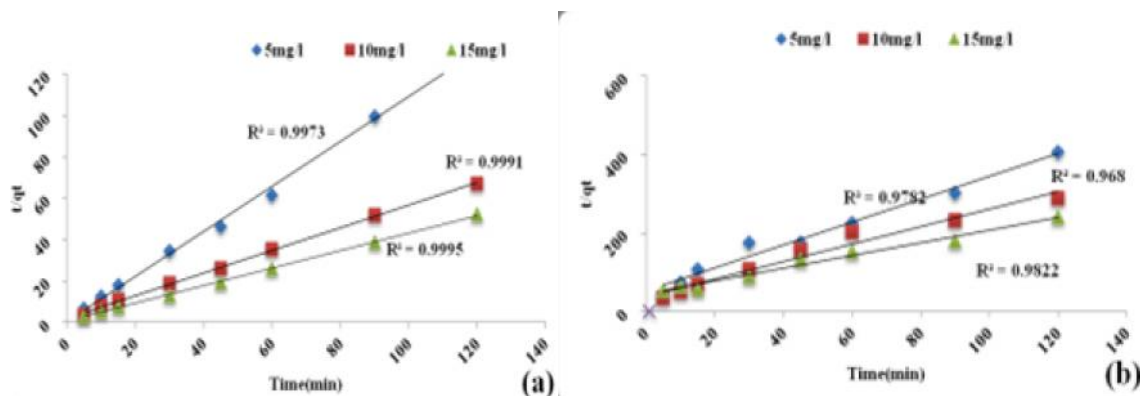 5mg/l 10mg/l 15mg/l
120
100
80
60
40
20
0
t/qt
R² = 0.9973
R² = 0.9991
R² = 0.9995
0 20 40 60 80 100 120 140
Time(min)
(a)
5mg/l 10mg/l 15mg/l
600
400
200
0
t/qt
R² = 0.9782
R² = 0.968
R² = 0.9822
0 20 40 60 80 100 120 140
Time(min)
(b)